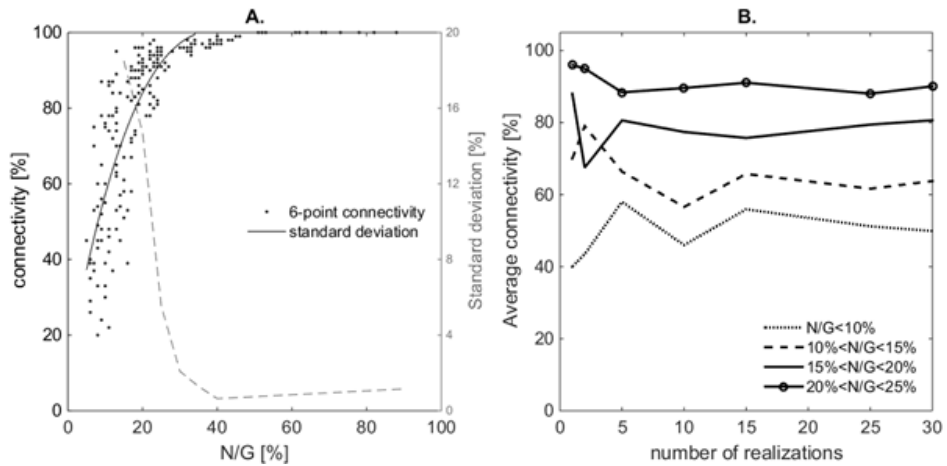 A.
100
80
60
40
20
0
connectivity [%]
0
20
40
60
80
100
N/G [%]
20
16
12
8
4
0
Standard deviation [%]
6-point connectivity
standard deviation
B.
100
80
60
40
20
0
Average connectivity [%]
0
5
10
15
20
25
30
number of realizations
N/G<10%
10%<N/G<15%
15%<N/G<20%
20%<N/G<25%